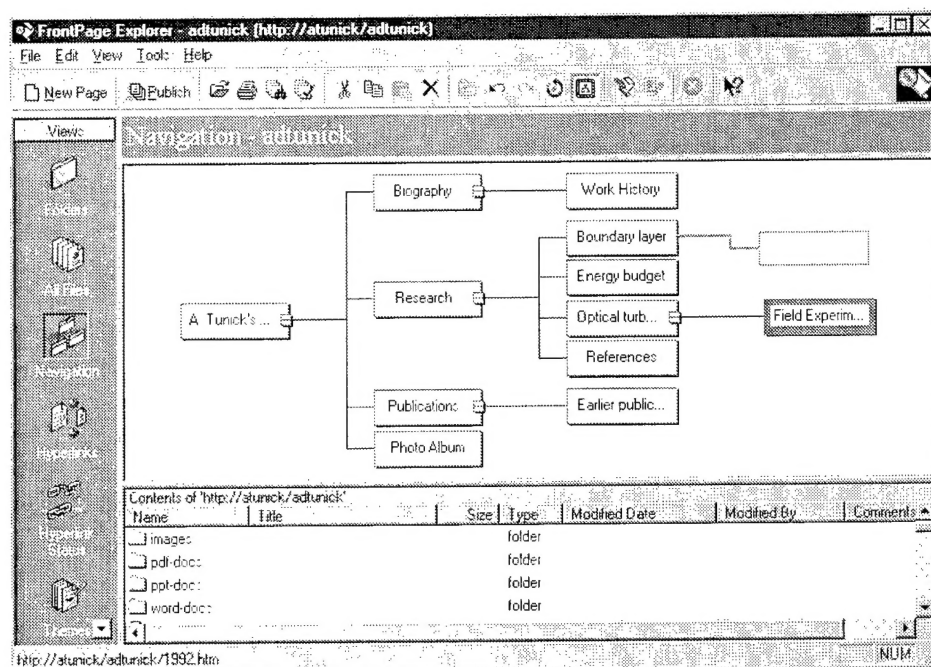 FrontPage Explorer - adtunick [http://atunick/adtunick]
File Edit View Tools Help
New Page Publish
Views
Navigation - adtunick
Folders
All Files
Navigation
Hyperlinks
Hyperlink
Status
Themes
Biography
Work History
Boundary layer
Energy budget
A. Tunick's ...
Research
Optical turb...
Field Experim...
References
Publications
Earlier public...
Photo Album
Contents of 'http://atunick/adtunick'
Name Title Size Type Modified Date Modified By Comments
images folder
pdf-docs folder
ppt-docs folder
word-docs folder
http://atunick/adtunick/1992.htm NUM